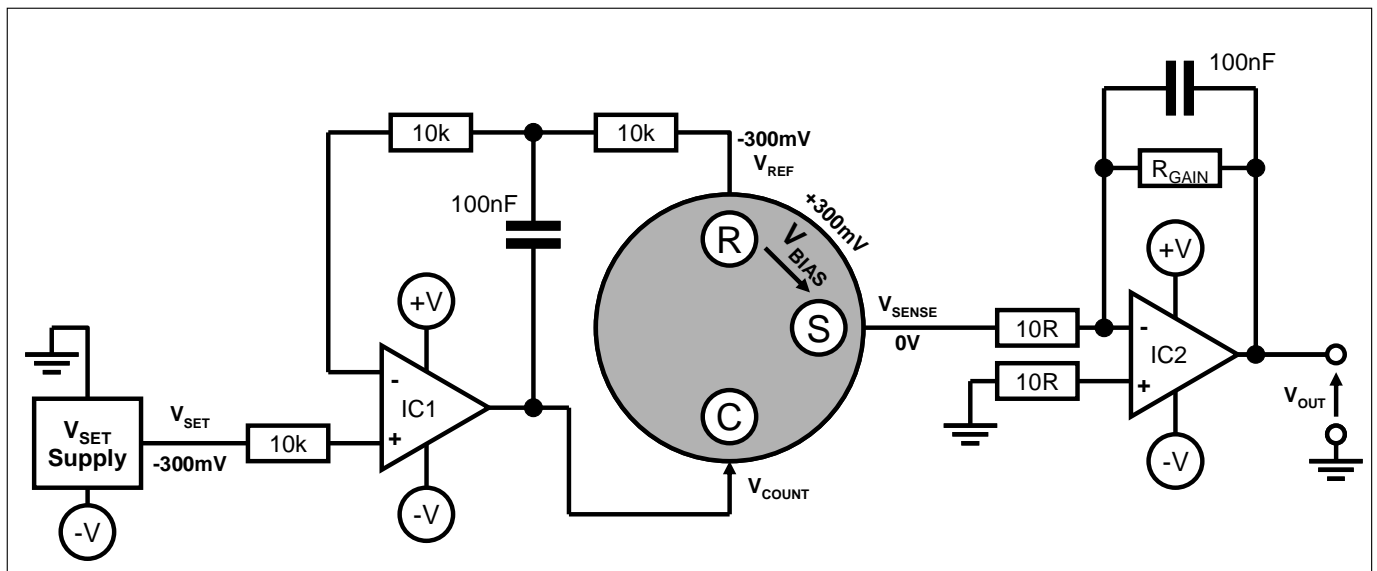 100nF
10k
10k
-300mV
VREF
RGAIN
100nF
+300mV
R
VBIAS
+V
+V
S
VSENSE
0V
10R
-
IC2
+
10R
-
IC1
+
VSET
Supply
VSET
-300mV
10k
C
VCOUNT
VOUT
-V
-V
-V